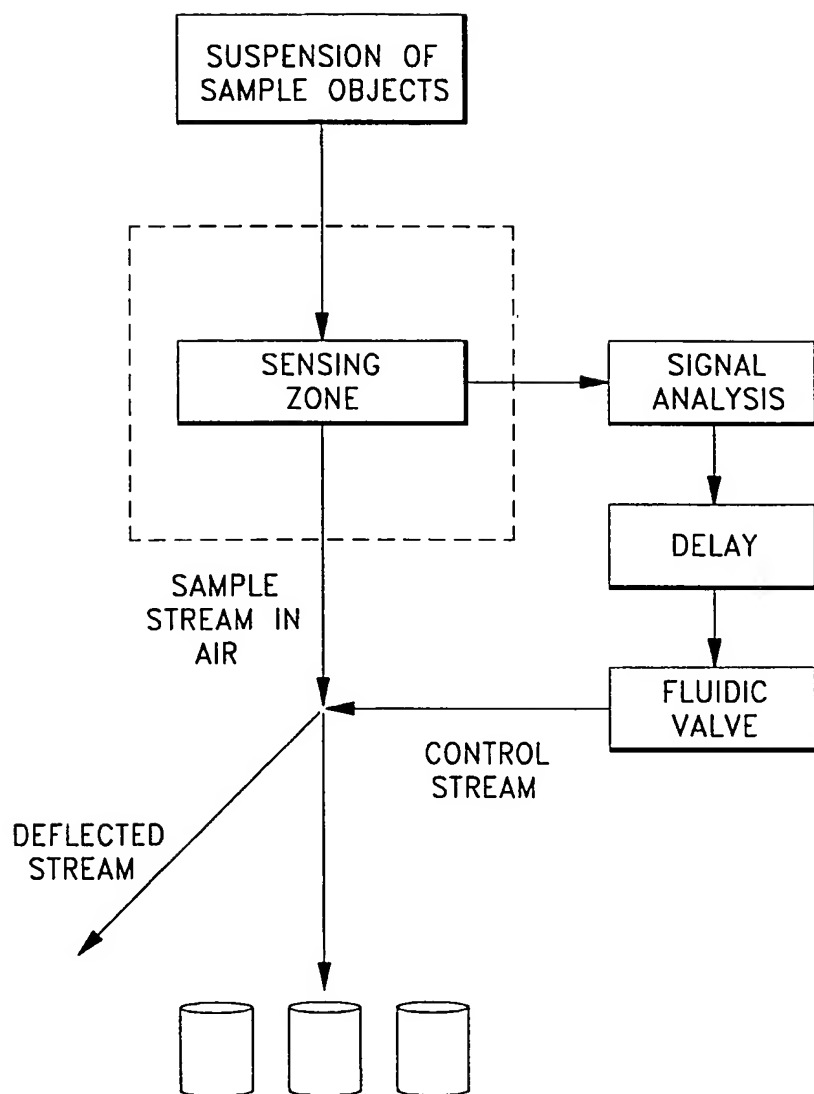 SUSPENSION OF
SAMPLE OBJECTS
SENSING
ZONE
SIGNAL
ANALYSIS
DELAY
SAMPLE
STREAM IN
AIR
FLUIDIC
VALVE
CONTROL
STREAM
DEFLECTED
STREAM